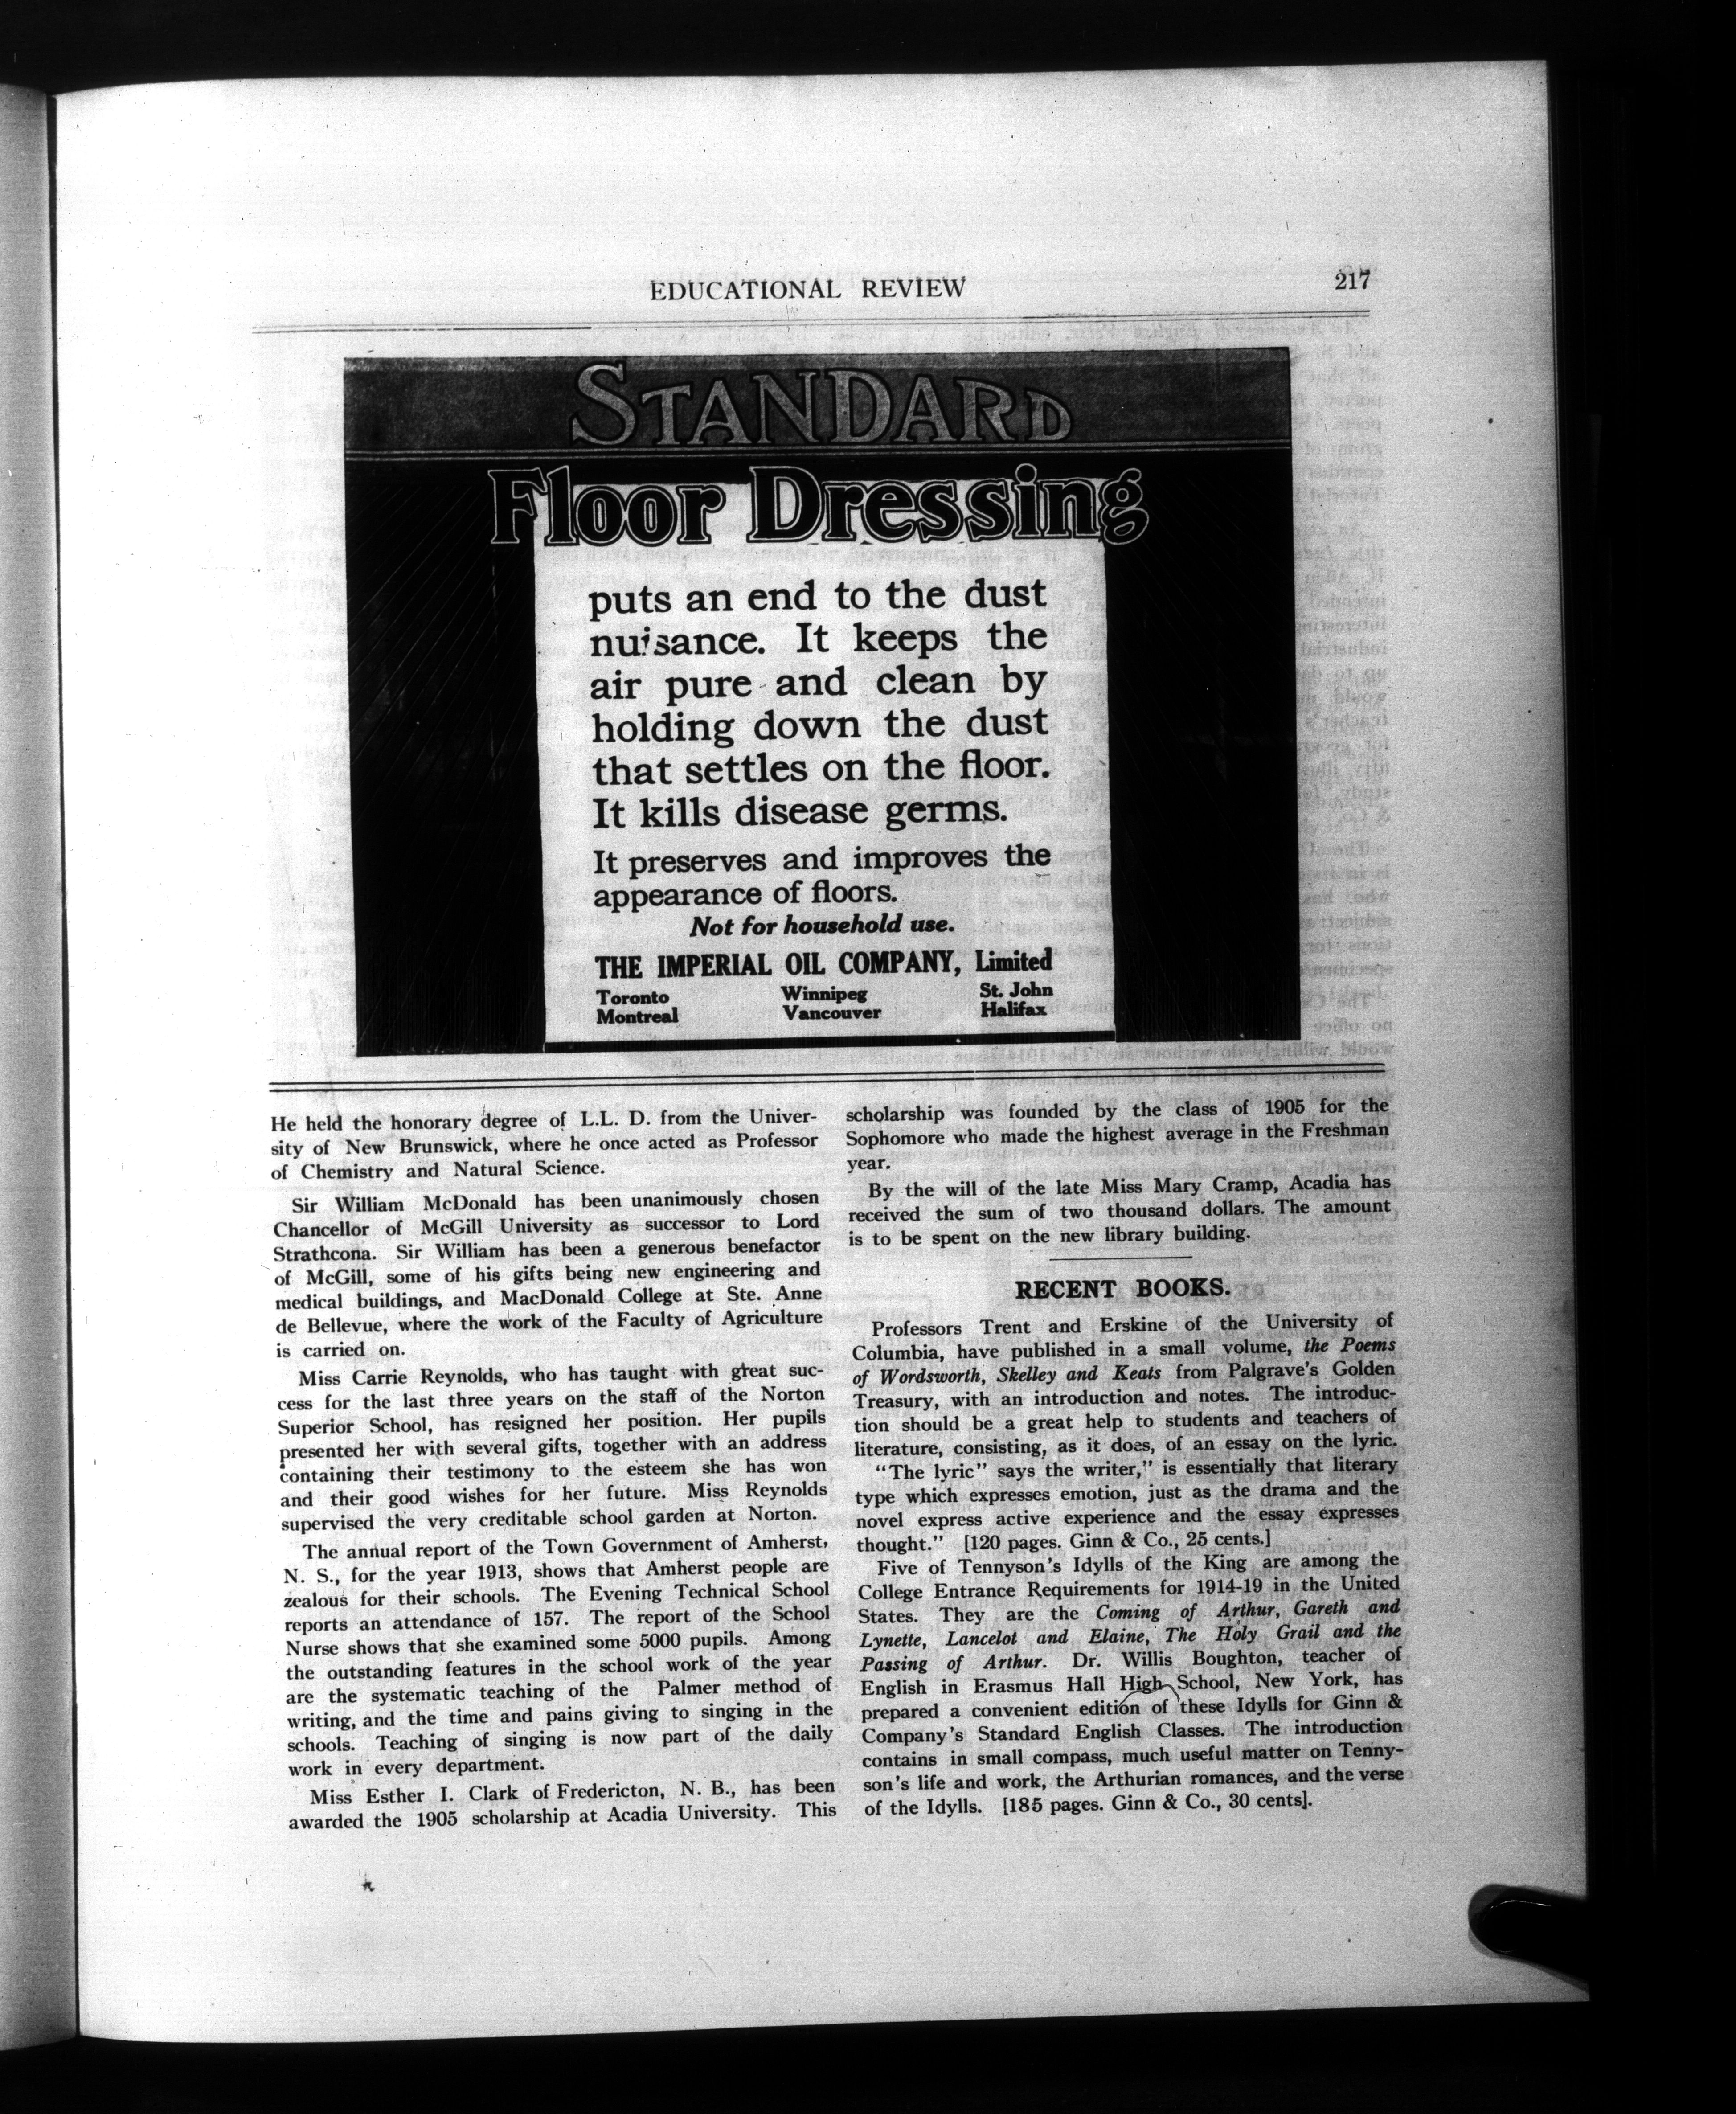 EDUCATIONAL REVIEW
217
STANDARD
Floor Dressing
puts an end to the dust
nuisance. It keeps the
air pure and clean by
holding down the dust
that settles on the floor.
It kills disease germs.
It preserves and improves the
appearance of floors.
Not for household use.
THE IMPERIAL OIL COMPANY, Limited
Toronto Winnipeg St. John
Montreal Vancouver Halifax
He held the honorary degree of L.L. D. from the Univer-
sity of New Brunswick, where he once acted as Professor
of Chemistry and Natural Science.
Sir William McDonald has been unanimously chosen
Chancellor of McGill University as successor to Lord
Strathcona. Sir William has been a generous benefactor
of McGill, some of his gifts being new engineering and
medical buildings, and MacDonald College at Ste. Anne
de Bellevue, where the work of the Faculty of Agriculture
is carried on.
Miss Carrie Reynolds, who has taught with great suc-
cess for the last three years on the staff of the Norton
Superior School, has resigned her position. Her pupils
presented her with several gifts, together with an address
containing their testimony to the esteem she has won
and their good wishes for her future. Miss Reynolds
supervised the very creditable school garden at Norton.
The annual report of the Town Government of Amherst,
N. S., for the year 1913, shows that Amherst people are
zealous for their schools. The Evening Technical School
reports an attendance of 157. The report of the School
Nurse shows that she examined some 5000 pupils. Among
the outstanding features in the school work of the year
are the systematic teaching of the Palmer method of
writing, and the time and pains giving to singing in the
schools. Teaching of singing is now part of the daily
work in every department.
Miss Esther I. Clark of Fredericton, N. B., has been
awarded the 1905 scholarship at Acadia University. This
scholarship was founded by the class of 1905 for the
Sophomore who made the highest average in the Freshman
year.
By the will of the late Miss Mary Cramp, Acadia has
received the sum of two thousand dollars. The amount
is to be spent on the new library building.
RECENT BOOKS.
Professors Trent and Erskine of the University of
Columbia, have published in a small volume, the Poems
of Wordsworth, Skelley and Keats from Palgrave's Golden
Treasury, with an introduction and notes. The introduc-
tion should be a great help to students and teachers of
literature, consisting, as it does, of an essay on the lyric.
"The lyric" says the writer," is essentially that literary
type which expresses emotion, just as the drama and the
novel express active experience and the essay expresses
thought." [120 pages. Ginn & Co., 25 cents.]
Five of Tennyson's Idylls of the King are among the
College Entrance Requirements for 1914-19 in the United
States. They are the Coming of Arthur, Gareth and
Lynette, Lancelot and Elaine, The Holy Grail and the
Passing of Arthur. Dr. Willis Boughton, teacher of
English in Erasmus Hall High School, New York, has
prepared a convenient edition of these Idylls for Ginn &
Company's Standard English Classes. The introduction
contains in small compass, much useful matter on Tenny-
son's life and work, the Arthurian romances, and the verse
of the Idylls. [185 pages. Ginn & Co., 30 cents].